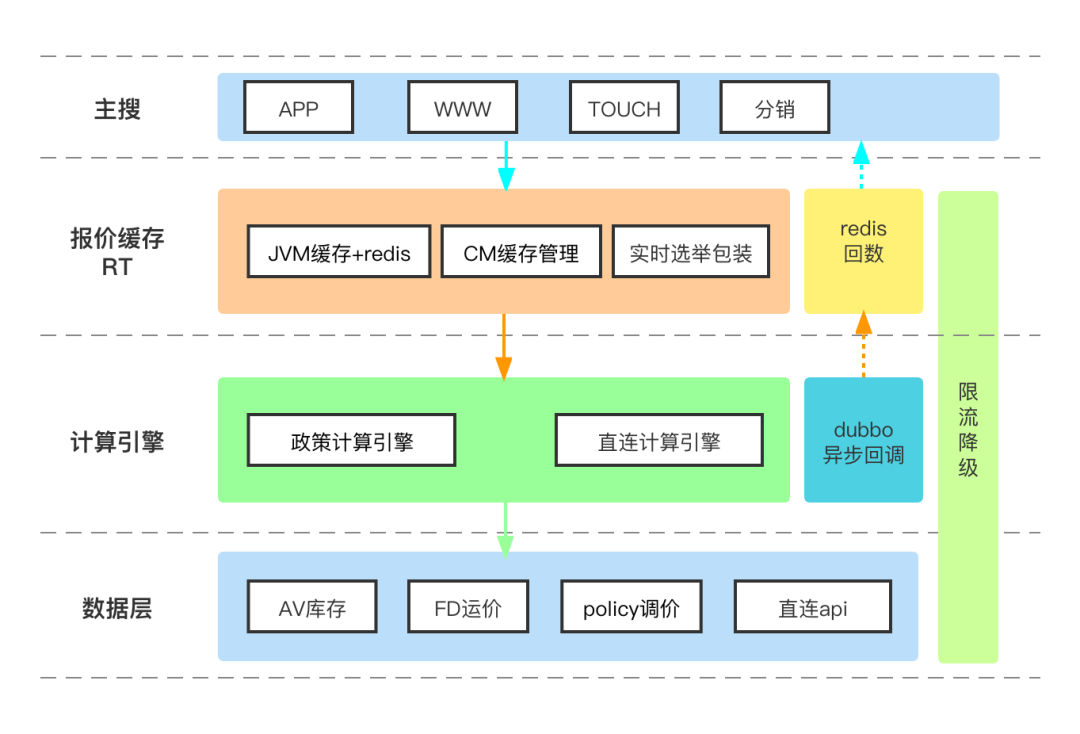 主搜
APP
WWW
TOUCH
分销
报价缓存
RT
JVM缓存+redis
CM缓存管理
实时选举包装
redis
回数
计算引擎
政策计算引擎
直连计算引擎
dubbo
异步回调
限
流
降
级
数据层
AV库存
FD运价
policy调价
直连api